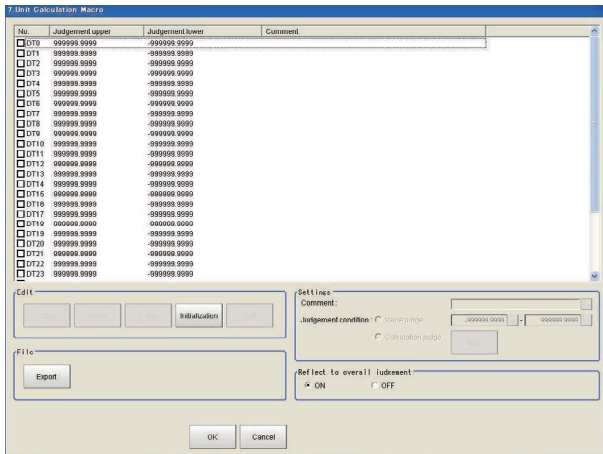 7.Unit Calculation Macro
No. Judgement upper Judgement lower Comment
DT0 999999.9999 -999999.9999
DT1 999999.9999 -999999.9999
DT2 999999.9999 -999999.9999
DT3 999999.9999 -999999.9999
DT4 999999.9999 -999999.9999
DT5 999999.9999 -999999.9999
DT6 999999.9999 -999999.9999
DT7 999999.9999 -999999.9999
DT8 999999.9999 -999999.9999
DT9 999999.9999 -999999.9999
DT10 999999.9999 -999999.9999
DT11 999999.9999 -999999.9999
DT12 999999.9999 -999999.9999
DT13 999999.9999 -999999.9999
DT14 999999.9999 -999999.9999
DT15 999999.9999 -999999.9999
DT16 999999.9999 -999999.9999
DT17 999999.9999 -999999.9999
DT18 999999.9999 -999999.9999
DT19 999999.9999 -999999.9999
DT20 999999.9999 -999999.9999
DT21 999999.9999 -999999.9999
DT22 999999.9999 -999999.9999
DT23 999999.9999 -999999.9999
Edit
Initialization
Settings
Comment :
Judgement condition : Value judge -999999.9999 - 999999.9999
Calculation judge
File
Export
Reflect to overall judgement
ON OFF
OK Cancel